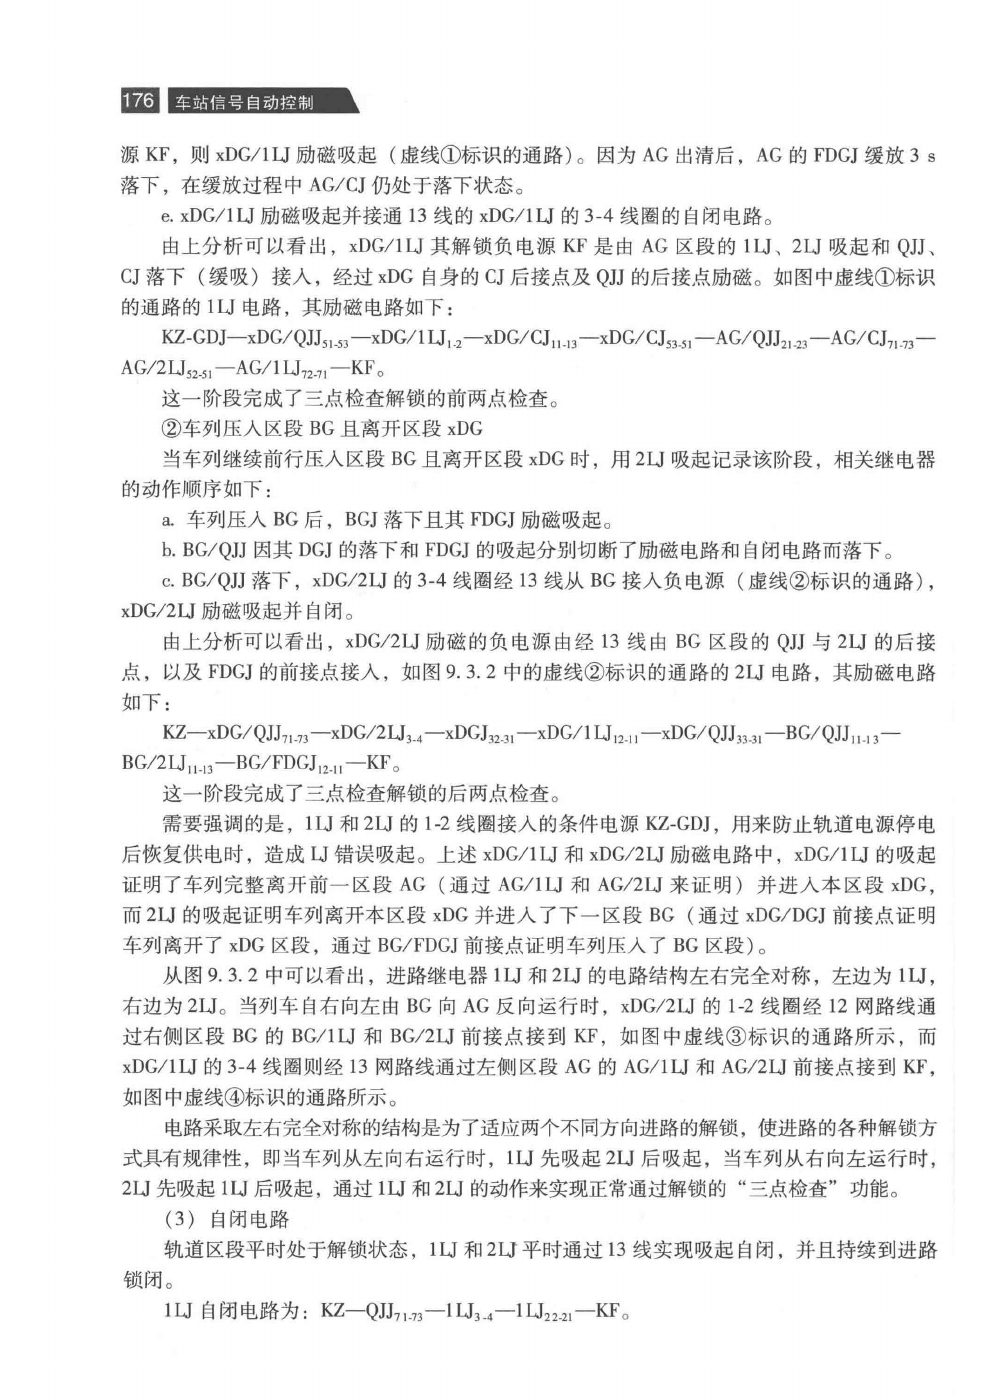 176 车站信号自动控制
源 KF，则 xDG/1LJ 励磁吸起（虚线①标识的通路）。因为 AG 出清后，AG 的 FDGJ 缓放 3 s
落下，在缓放过程中 AG/CJ 仍处于落下状态。
e. xDG/1LJ 励磁吸起并接通 13 线的 xDG/1LJ 的 3-4 线圈的自闭电路。
由上分析可以看出，xDG/1LJ 其解锁负电源 KF 是由 AG 区段的 1LJ、2LJ 吸起和 QJJ、
CJ 落下（缓吸）接入，经过 xDG 自身的 CJ 后接点及 QJJ 的后接点励磁。如图中虚线①标识
的通路的 1LJ 电路，其励磁电路如下：
KZ-GDJ—xDG/QJJ51-53—xDG/1LJ1-2—xDG/CJ11-13—xDG/CJ53-51—AG/QJJ21-23—AG/CJ71-73—
AG/2LJ52-51—AG/1LJ72-71—KF。
这一阶段完成了三点检查解锁的前两点检查。
②车列压入区段 BG 且离开区段 xDG
当车列继续前行压入区段 BG 且离开区段 xDG 时，用 2LJ 吸起记录该阶段，相关继电器
的动作顺序如下：
a. 车列压入 BG 后，BGJ 落下且其 FDGJ 励磁吸起。
b. BG/QJJ 因其 DGJ 的落下和 FDGJ 的吸起分别切断了励磁电路和自闭电路而落下。
c. BG/QJJ 落下，xDG/2LJ 的 3-4 线圈经 13 线从 BG 接入负电源（虚线②标识的通路），
xDG/2LJ 励磁吸起并自闭。
由上分析可以看出，xDG/2LJ 励磁的负电源由经 13 线由 BG 区段的 QJJ 与 2LJ 的后接
点，以及 FDGJ 的前接点接入，如图 9. 3. 2 中的虚线②标识的通路的 2LJ 电路，其励磁电路
如下：
KZ—xDG/QJJ71-73—xDG/2LJ3-4—xDGJ32-31—xDG/1LJ12-11—xDG/QJJ33-31—BG/QJJ11-13—
BG/2LJ11-13—BG/FDGJ12-11—KF。
这一阶段完成了三点检查解锁的后两点检查。
需要强调的是，1LJ 和 2LJ 的 1-2 线圈接入的条件电源 KZ-GDJ，用来防止轨道电源停电
后恢复供电时，造成 LJ 错误吸起。上述 xDG/1LJ 和 xDG/2LJ 励磁电路中，xDG/1LJ 的吸起
证明了车列完整离开前一区段 AG（通过 AG/1LJ 和 AG/2LJ 来证明）并进入本区段 xDG，
而 2LJ 的吸起证明车列离开本区段 xDG 并进入了下一区段 BG（通过 xDG/DGJ 前接点证明
车列离开了 xDG 区段，通过 BG/FDGJ 前接点证明车列压入了 BG 区段）。
从图 9. 3. 2 中可以看出，进路继电器 1LJ 和 2LJ 的电路结构左右完全对称，左边为 1LJ，
右边为 2LJ。当列车自右向左由 BG 向 AG 反向运行时，xDG/2LJ 的 1-2 线圈经 12 网路线通
过右侧区段 BG 的 BG/1LJ 和 BG/2LJ 前接点接到 KF，如图中虚线③标识的通路所示，而
xDG/1LJ 的 3-4 线圈则经 13 网路线通过左侧区段 AG 的 AG/1LJ 和 AG/2LJ 前接点接到 KF，
如图中虚线④标识的通路所示。
电路采取左右完全对称的结构是为了适应两个不同方向进路的解锁，使进路的各种解锁方
式具有规律性，即当车列从左向右运行时，1LJ 先吸起 2LJ 后吸起，当车列从右向左运行时，
2LJ 先吸起 1LJ 后吸起，通过 1LJ 和 2LJ 的动作来实现正常通过解锁的“三点检查”功能。
（3）自闭电路
轨道区段平时处于解锁状态，1LJ 和 2LJ 平时通过 13 线实现吸起自闭，并且持续到进路
锁闭。
1LJ 自闭电路为：KZ—QJJ71-73—1LJ3-4—1LJ22-21—KF。